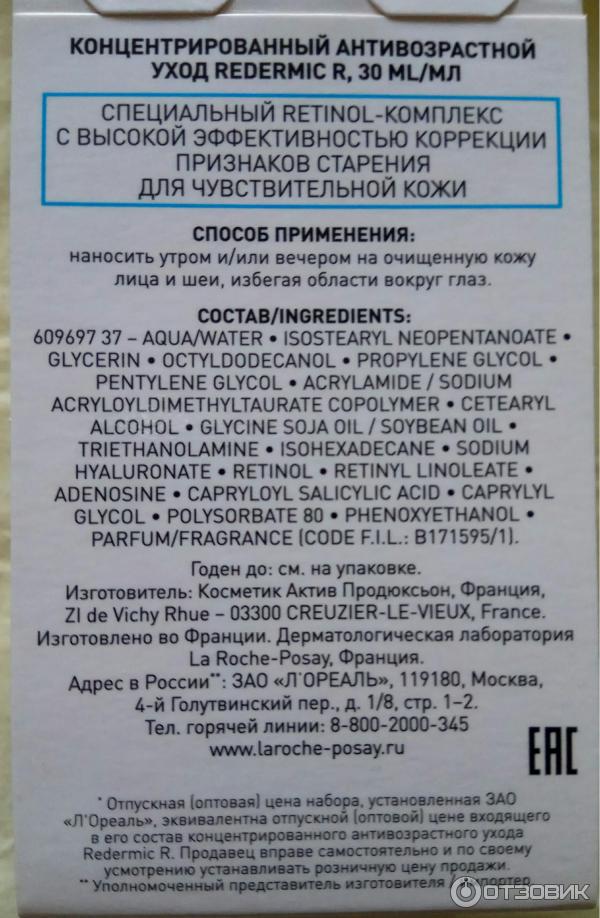 КОНЦЕНТРИРОВАННЫЙ АНТИВОЗРАСТНОЙ
УХОД REDERMIC R, 30 ML/МЛ
СПЕЦИАЛЬНЫЙ RETINOL-КОМПЛЕКС
С ВЫСОКОЙ ЭФФЕКТИВНОСТЬЮ КОРРЕКЦИИ
ПРИЗНАКОВ СТАРЕНИЯ
ДЛЯ ЧУВСТВИТЕЛЬНОЙ КОЖИ
СПОСОБ ПРИМЕНЕНИЯ:
наносить утром и/или вечером на очищенную кожу
лица и шеи, избегая области вокруг глаз.
СОСТАВ/INGREDIENTS:
609697 37 – AQUA/WATER • ISOSTEARYL NEOPENTANOATE •
GLYCERIN • OCTYLDODECANOL • PROPYLENE GLYCOL •
PENTYLENE GLYCOL • ACRYLAMIDE / SODIUM
ACRYLOYLDIMETHYLTAURATE COPOLYMER • CETEARYL
ALCOHOL • GLYCINE SOJA OIL / SOYBEAN OIL •
TRIETHANOLAMINE • ISOHEXADECANE • SODIUM
HYALURONATE • RETINOL • RETINYL LINOLEATE •
ADENOSINE • CAPRYLOYL SALICYLIC ACID • CAPRYLYL
GLYCOL • POLYSORBATE 80 • PHENOXYETHANOL •
PARFUM/FRAGRANCE (CODE F.I.L.: B171595/1).
Годен до: см. на упаковке.
Изготовитель: Косметик Актив Продюксьон, Франция,
ZI de Vichy Rhue – 03300 CREUZIER-LE-VIEUX, France.
Изготовлено во Франции. Дерматологическая лаборатория
La Roche-Posay, Франция.
Адрес в России**: ЗАО «Л'ОРЕАЛЬ», 119180, Москва,
4-й Голутвинский пер., д. 1/8, стр. 1–2.
Тел. горячей линии: 8-800-2000-345
www.laroche-posay.ru
EAC
* Отпускная (оптовая) цена набора, установленная ЗАО
«Л'Ореаль», эквивалентна отпускной (оптовой) цене входящего
в его состав концентрированного антивозрастного ухода
Redermic R. Продавец вправе самостоятельно и по своему
усмотрению устанавливать розничную цену продажи.
** Уполномоченный представитель изготовителя / импортер
ОТЗОВИК